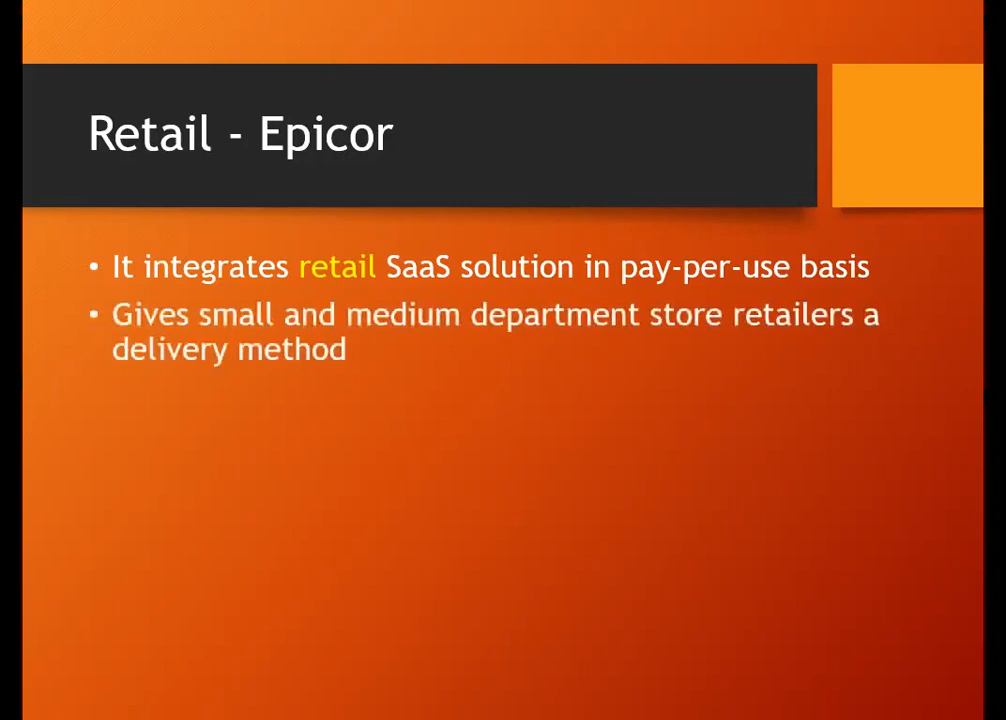 Retail - Epicor
• It integrates retail SaaS solution in pay-per-use basis
• Gives small and medium department store retailers a
delivery method